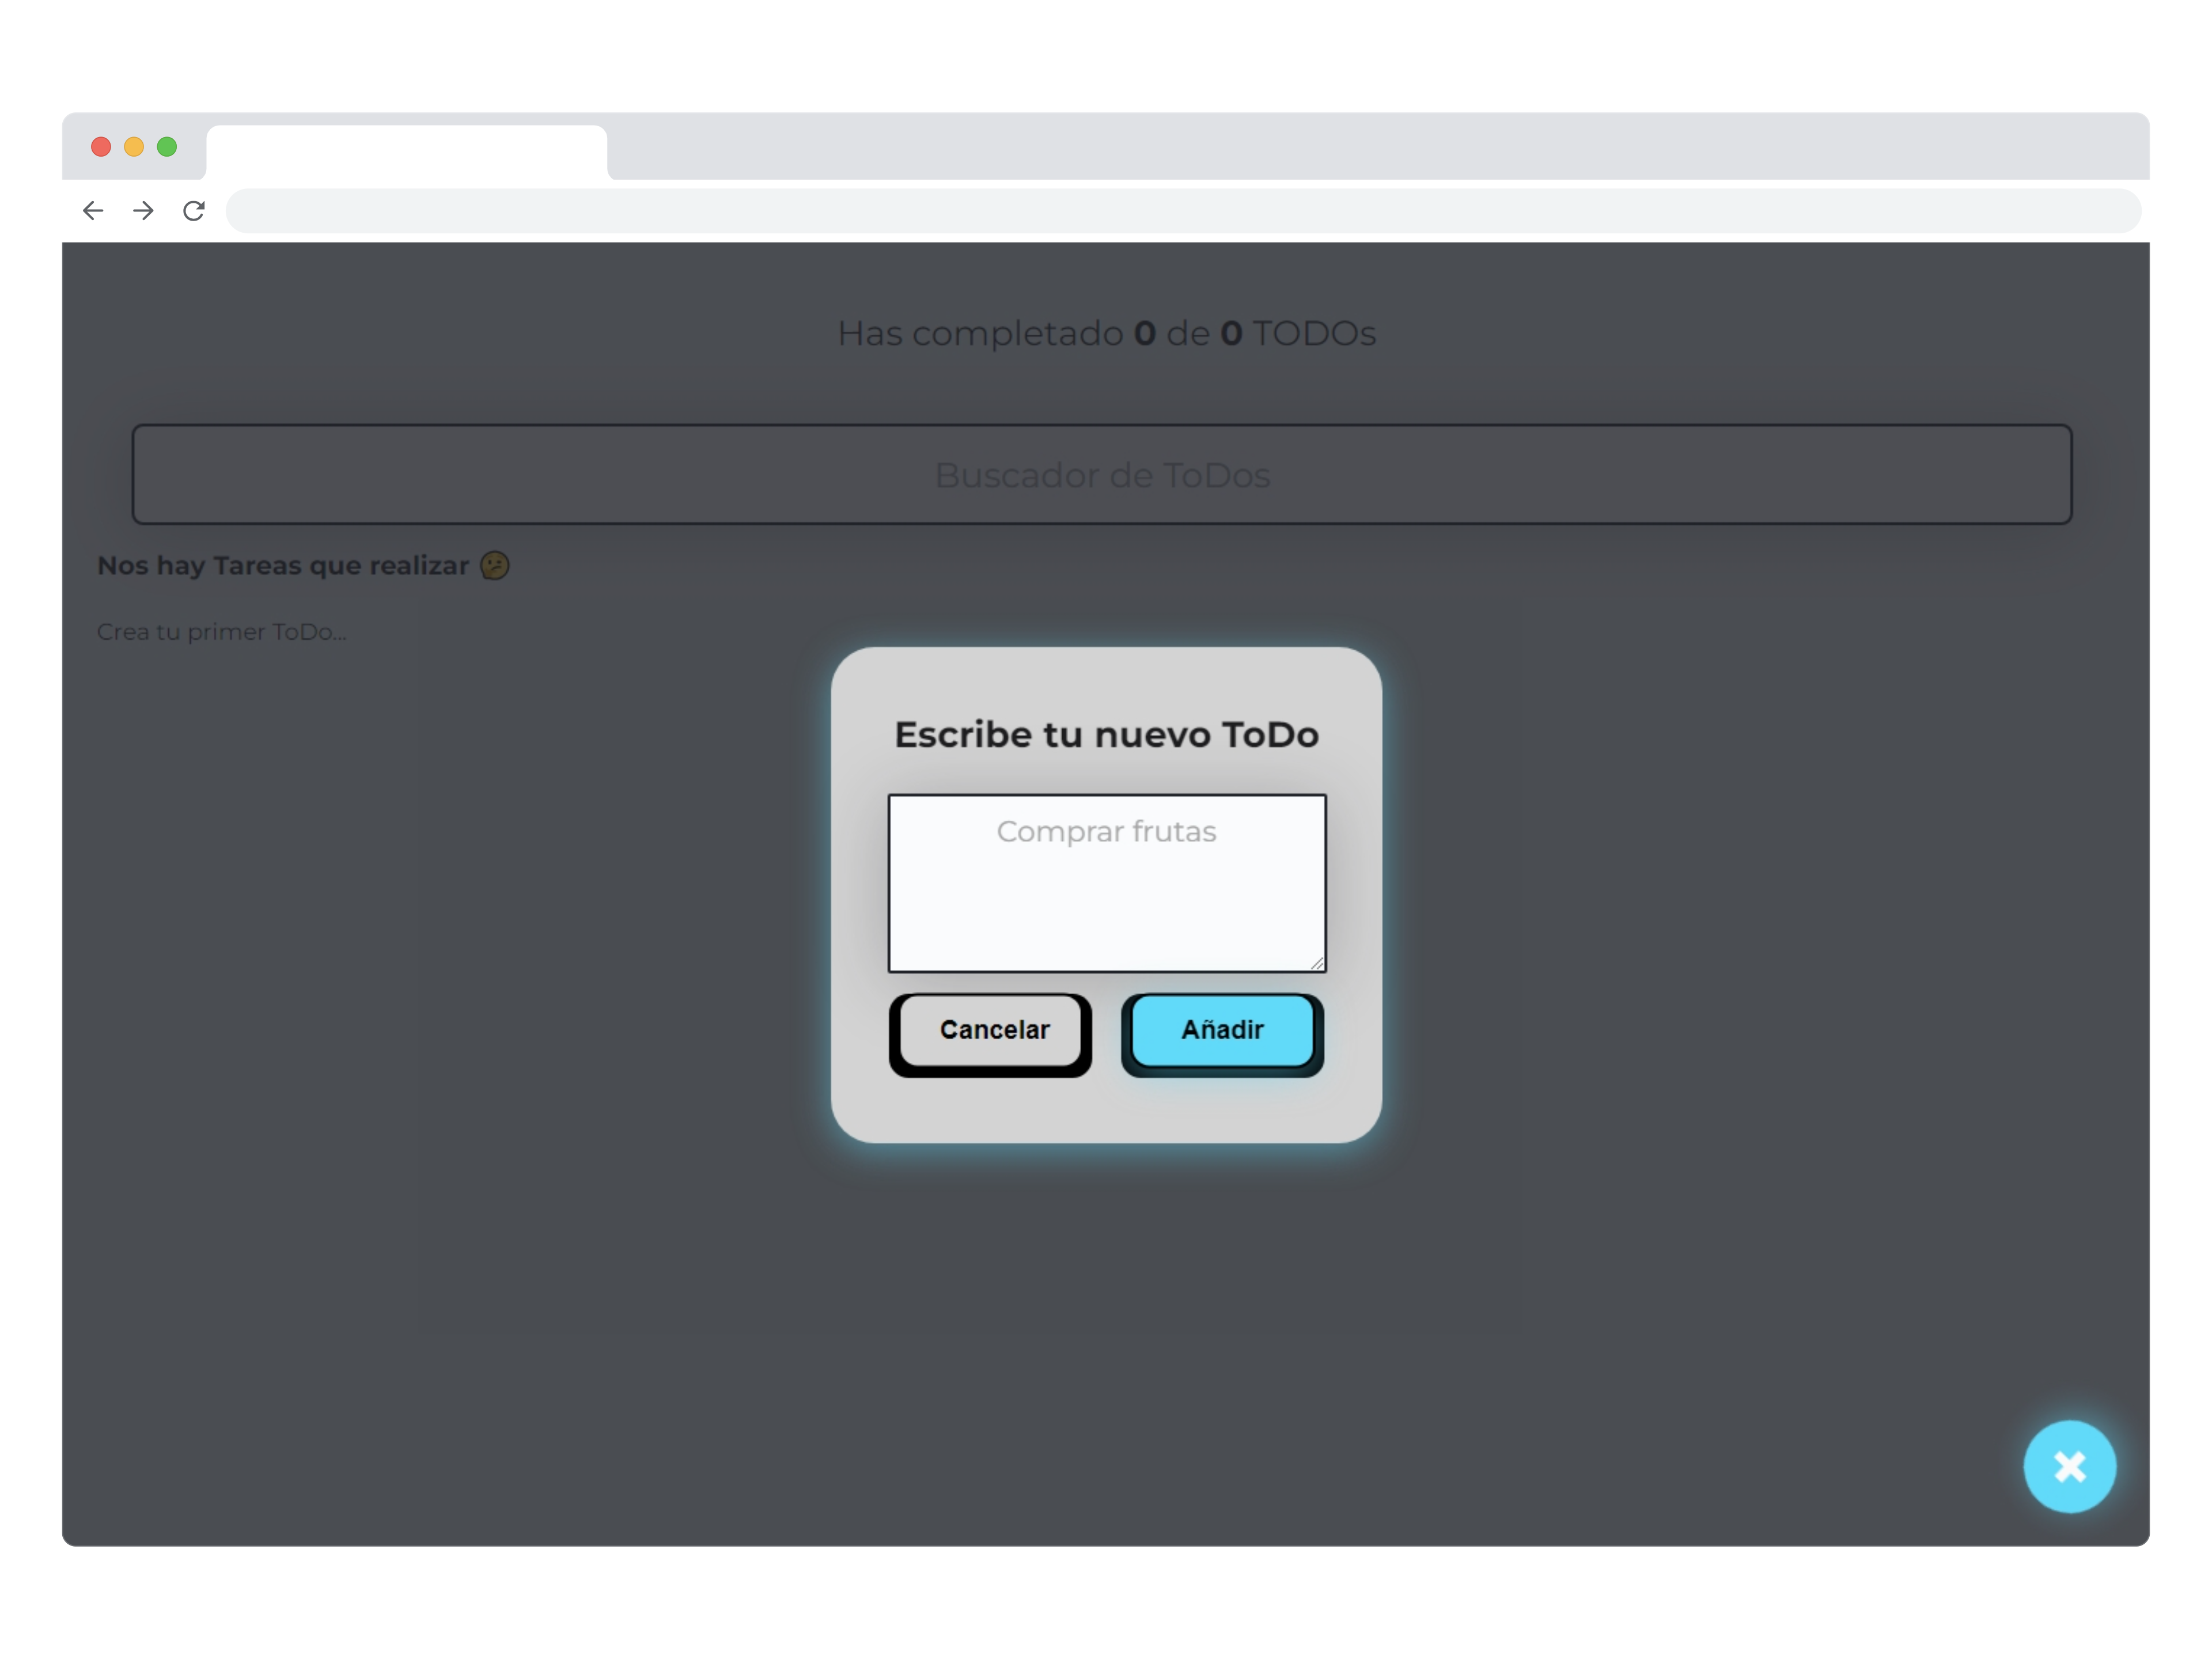 Has completado 0 de 0 TODOs
Buscador de ToDos
Nos hay Tareas que realizar 🤔
Crea tu primer ToDo...
Escribe tu nuevo ToDo
Comprar frutas
Cancelar
Añadir